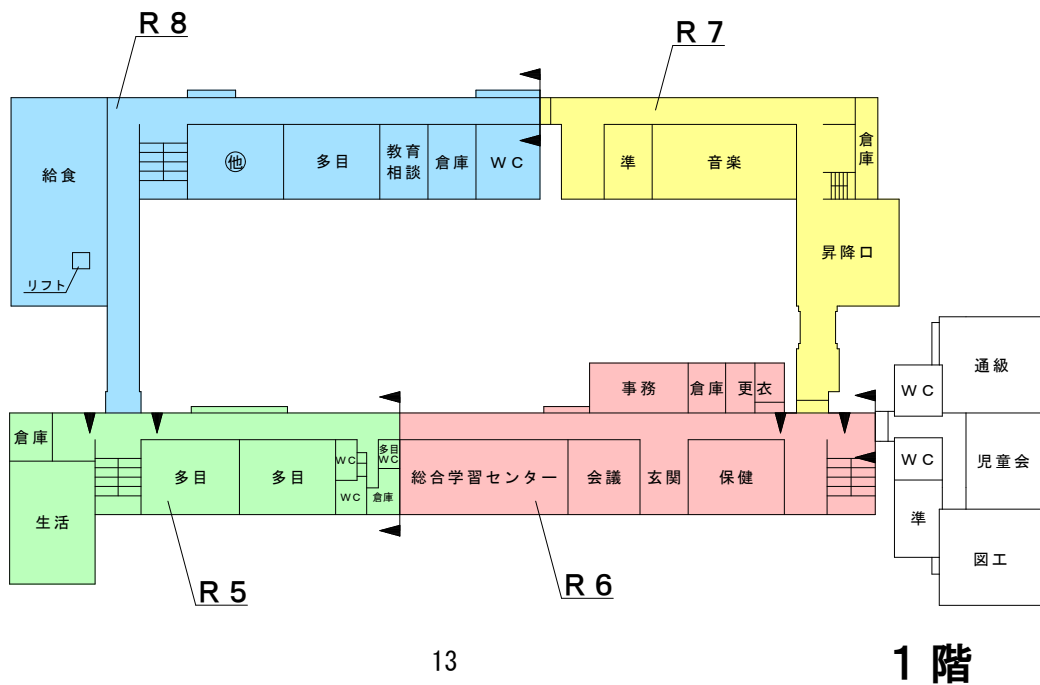 R8
R7
給食
リフト
㊀他
多目
教育
相談
倉庫
WC
準
音楽
倉庫
昇降口
事務
倉庫
更衣
WC
通級
倉庫
生活
多目
多目
WC
WC
多目
WC
倉庫
総合学習センター
会議
玄関
保健
WC
準
児童会
図工
R5
R6
13
1階